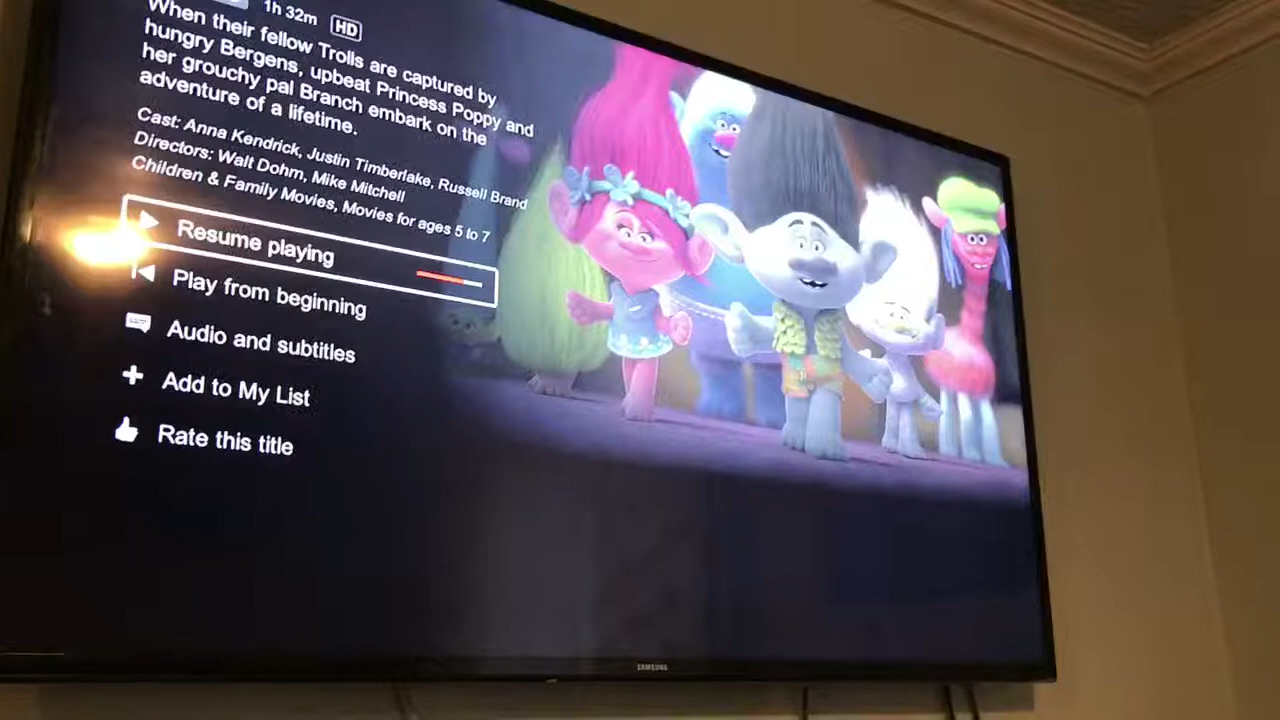 1h 32m HD
When their fellow Trolls are captured by
hungry Bergens, upbeat Princess Poppy and
her grouchy pal Branch embark on the
adventure of a lifetime.
Cast: Anna Kendrick, Justin Timberlake, Russell Brand
Directors: Walt Dohrn, Mike Mitchell
Children & Family Movies, Movies for ages 5 to 7
Resume playing
Play from beginning
Audio and subtitles
Add to My List
Rate this title
SAMSUNG